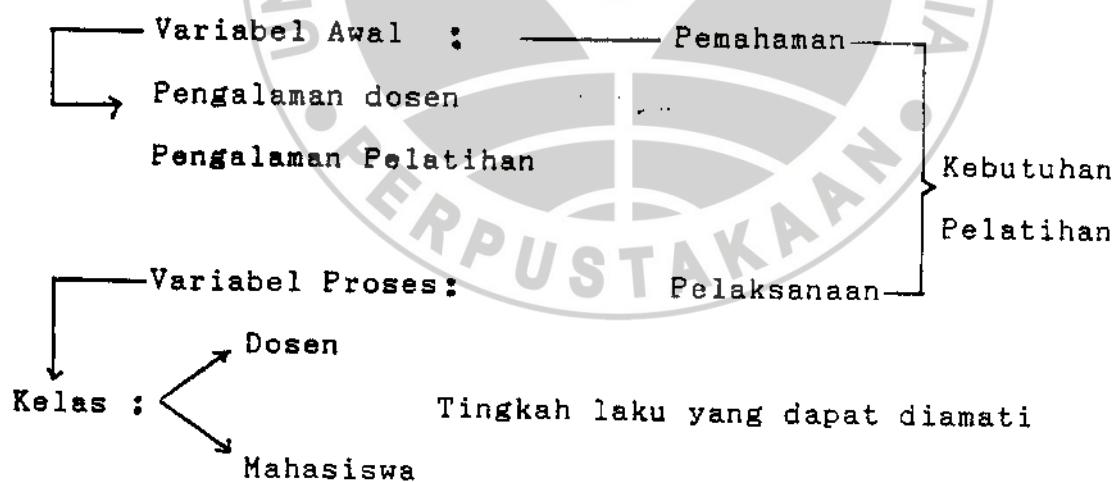 Variabel Awal : Pemahaman
Pengalaman dosen
Pengalaman Pelatihan
Kebutuhan
Pelatihan
Variabel Proses: Pelaksanaan
Dosen
Kelas :
Tingkah laku yang dapat diamati
Mahasiswa
PERPUSTAKAAN